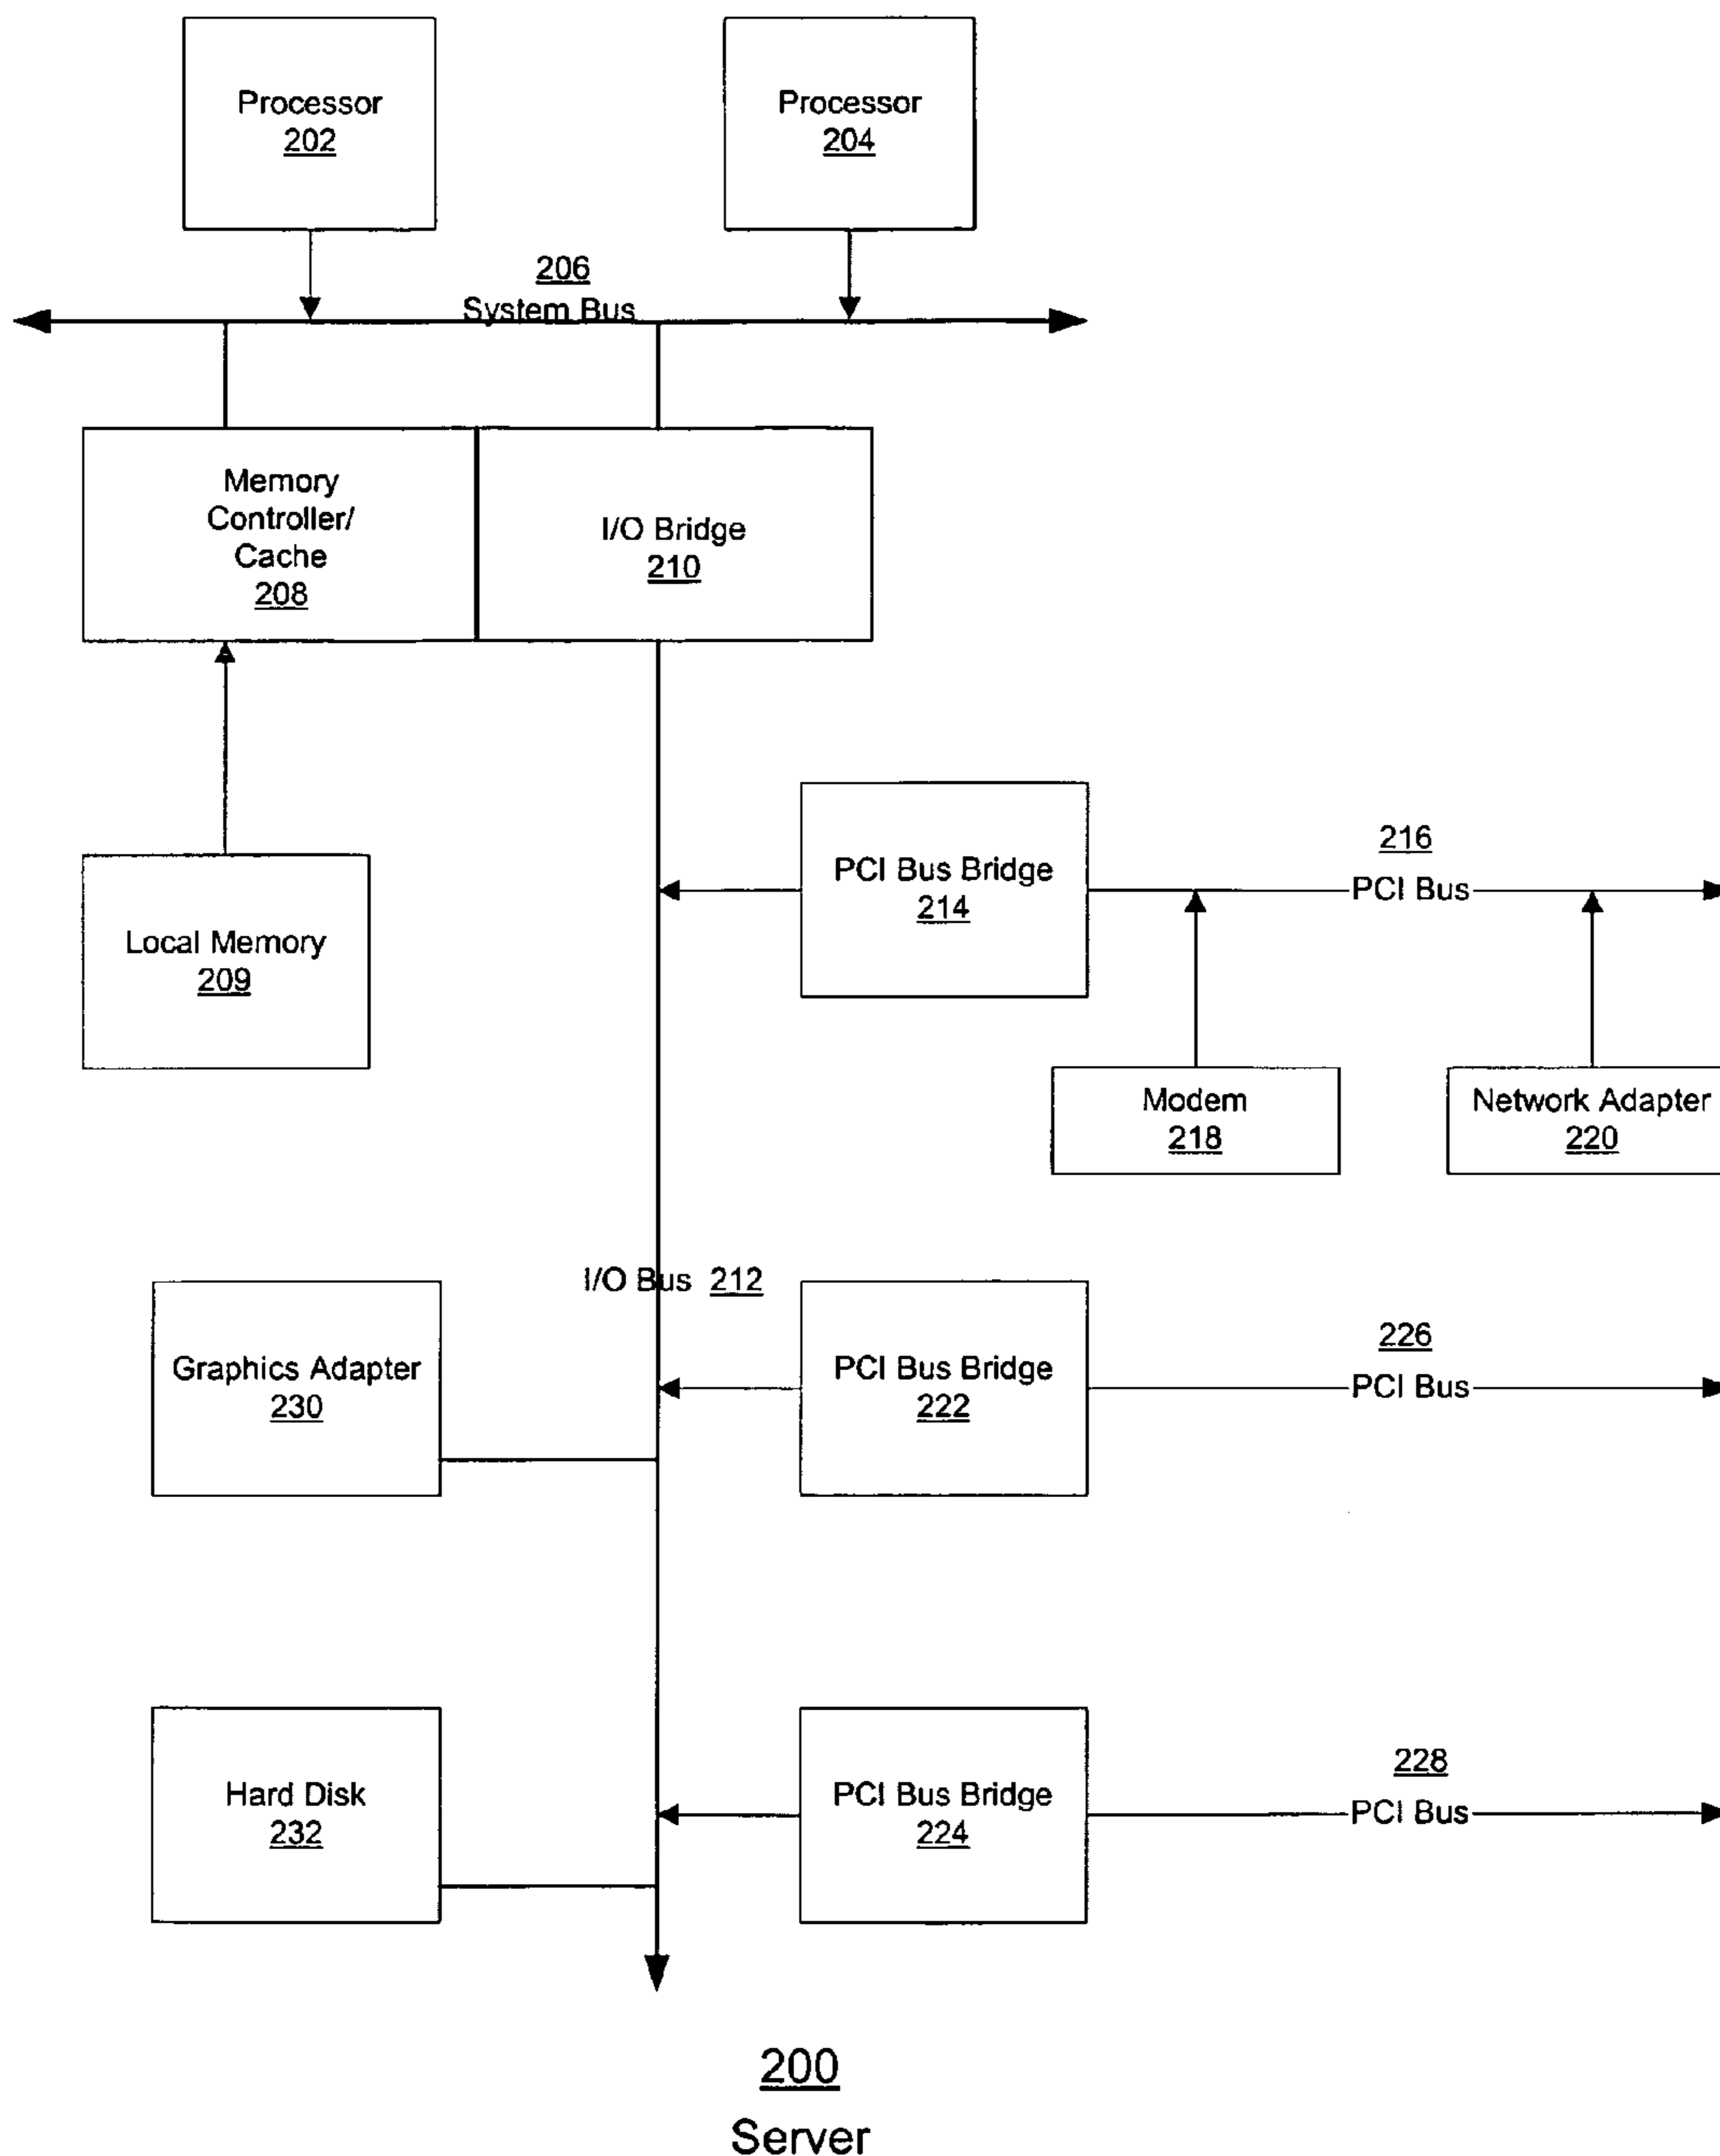 Processor
202
Processor
204
206
System Bus
Memory
Controller/
Cache
208
I/O Bridge
210
PCI Bus Bridge
214
216
PCI Bus
Local Memory
209
Modem
218
Network Adapter
220
I/O Bus 212
Graphics Adapter
230
PCI Bus Bridge
222
226
PCI Bus
Hard Disk
232
PCI Bus Bridge
224
228
PCI Bus
200
Server